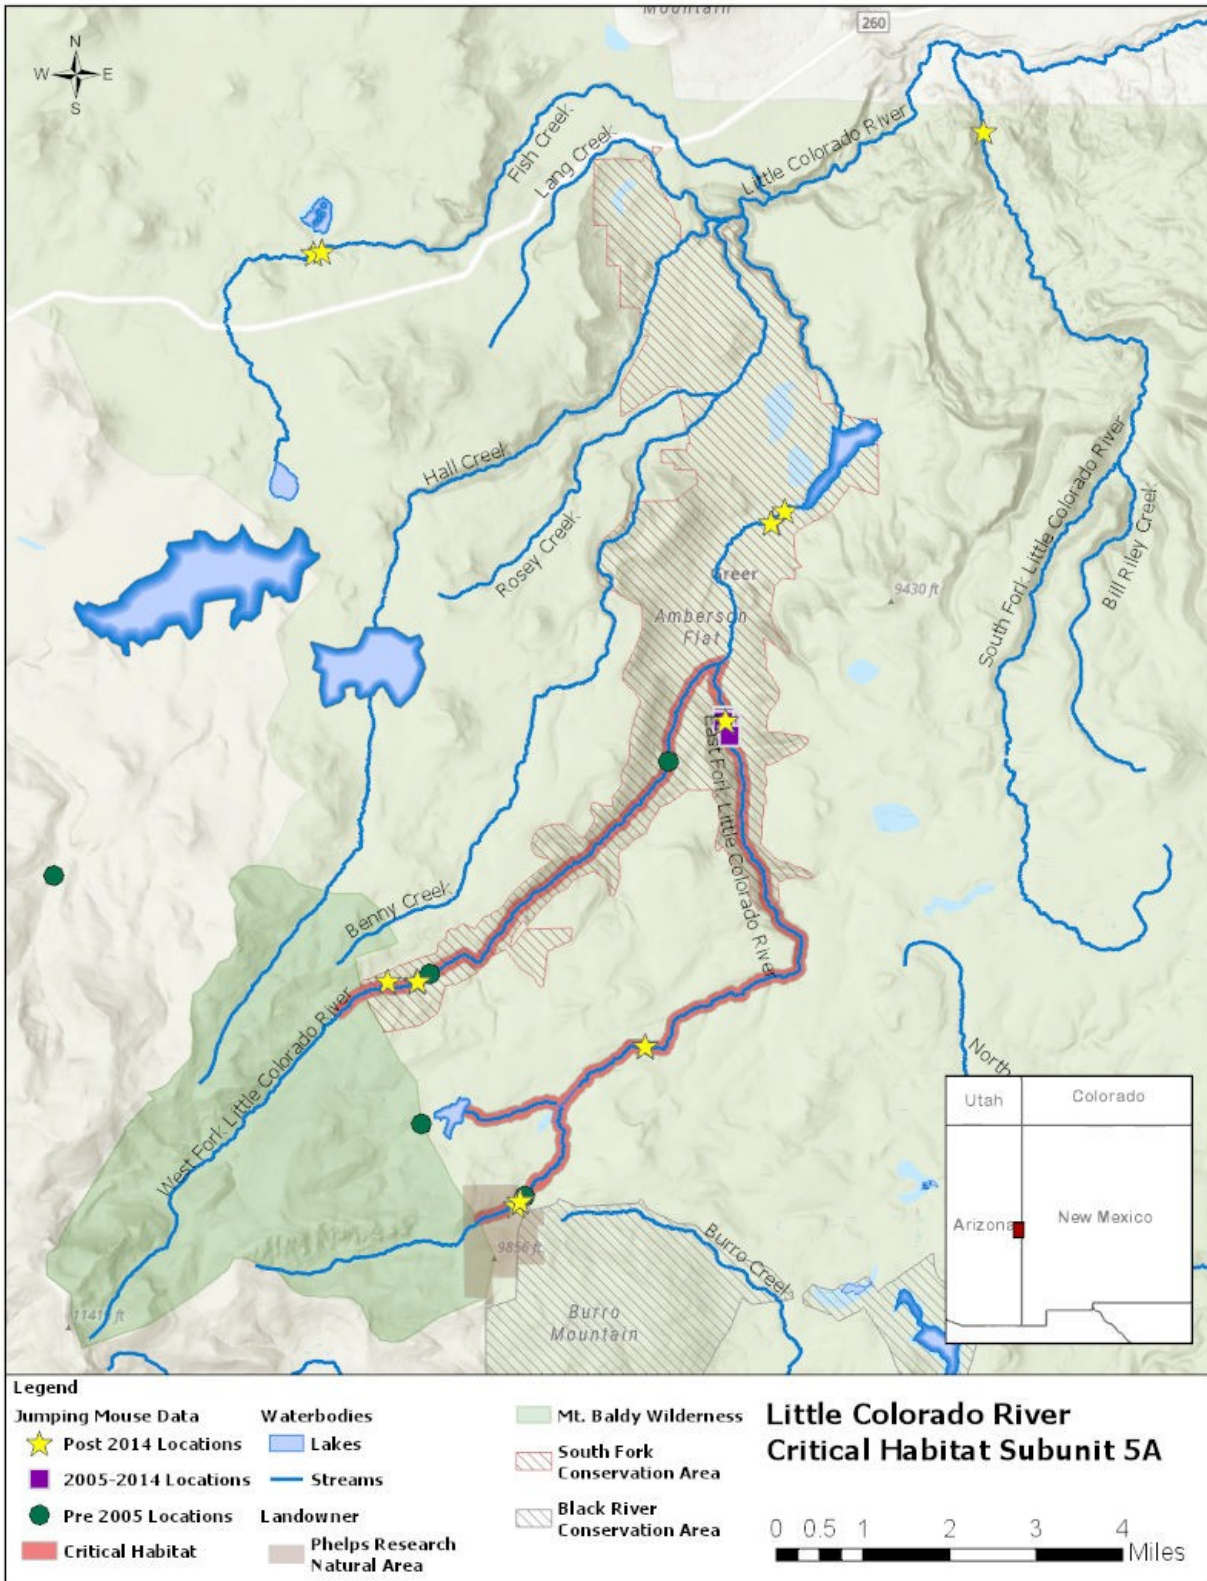 Mountain
260
N
W E
S
Fish Creek
Lang Creek
Little Colorado River
Hall Creek
Rosey Creek
South Fork Little Colorado River
Bill Riley Creek
Greer
9430 ft
Amberson
Flat
East Fork Little Colorado River
Benny Creek
West Fork Little Colorado River
North
Utah
Colorado
Arizona
New Mexico
9856 ft
Burro Creek
Burro
Mountain
Legend
Jumping Mouse Data
Post 2014 Locations
2005-2014 Locations
Pre 2005 Locations
Critical Habitat
Waterbodies
Lakes
Streams
Landowner
Phelps Research
Natural Area
Mt. Baldy Wilderness
South Fork
Conservation Area
Black River
Conservation Area
Little Colorado River
Critical Habitat Subunit 5A
0 0.5 1 2 3 4
Miles